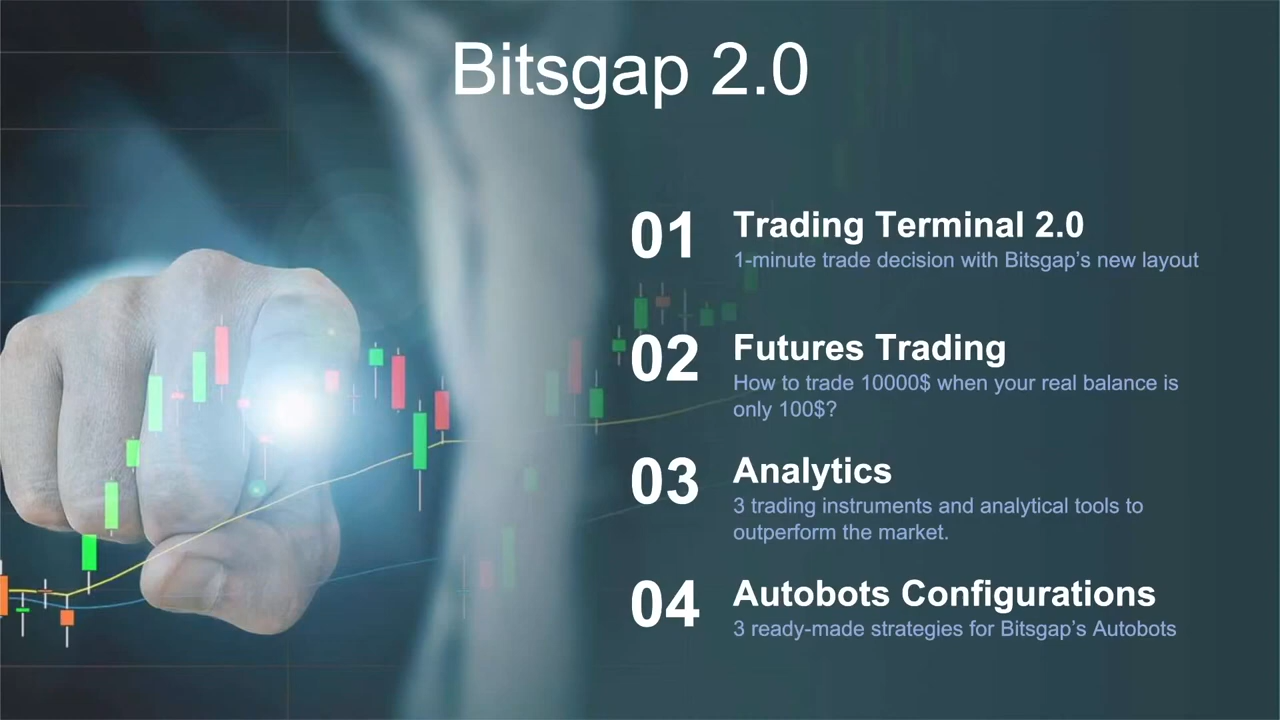 Bitsgap 2.0
01
Trading Terminal 2.0
1-minute trade decision with Bitsgap's new layout
02
Futures Trading
How to trade 10000$ when your real balance is
only 100$?
03
Analytics
3 trading instruments and analytical tools to
outperform the market.
04
Autobots Configurations
3 ready-made strategies for Bitsgap's Autobots